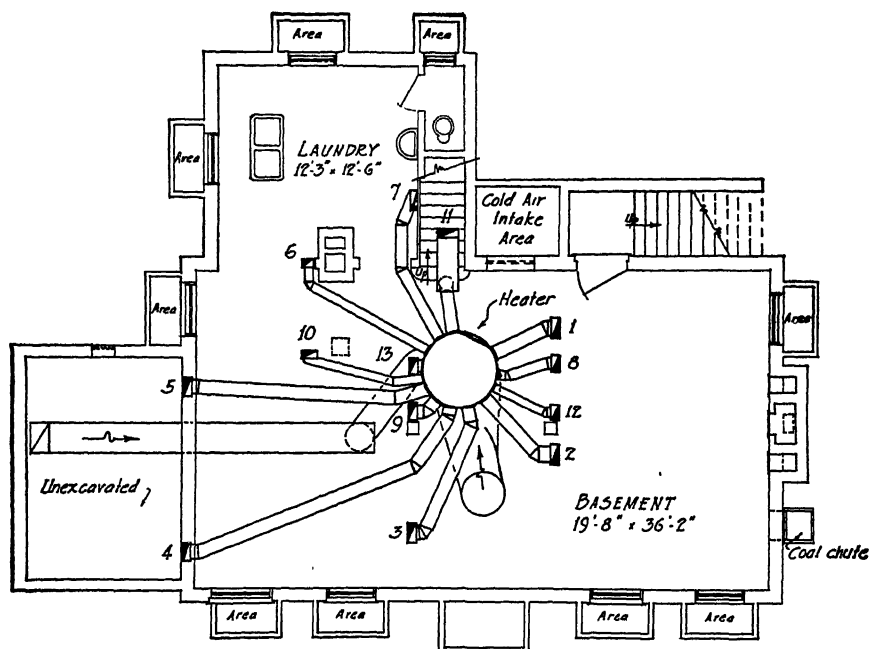 Area
Area
Area
LAUNDRY
12'-3" x 12'-6"
7
11
Cold Air
Intake
Area
Up
6
Up
Heater
Area
Area
1
10
13
8
5
9
12
2
Unexcavated
BASEMENT
19'-8" x 36'-2"
3
4
Coal chute
Area
Area
Area
Area